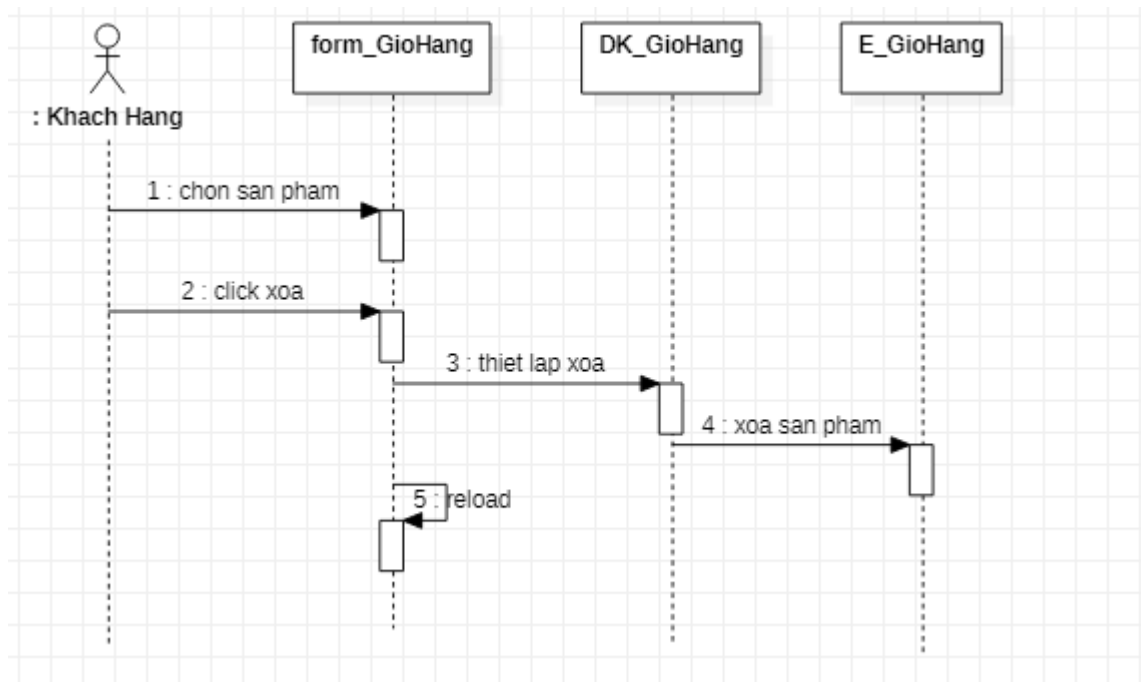 form_GioHang
DK_GioHang
E_GioHang
: Khach Hang
1 : chon san pham
2 : click xoa
3 : thiet lap xoa
4 : xoa san pham
5 : reload